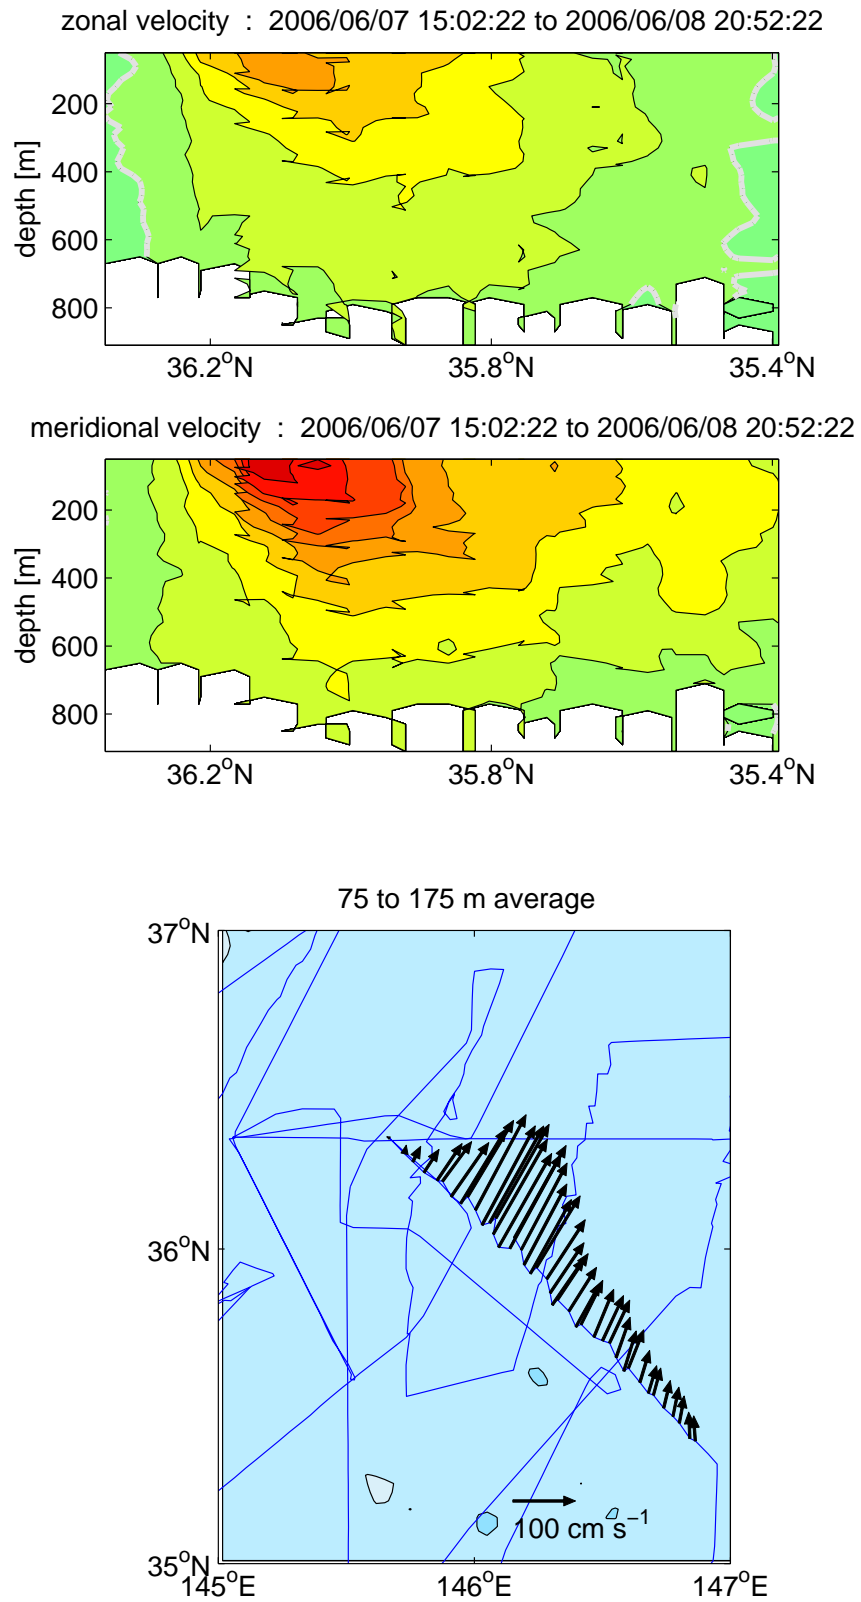 zonal velocity : 2006/06/07 15:02:22 to 2006/06/08 20:52:22
depth [m]
200
400
600
800
36.2°N 35.8°N 35.4°N
meridional velocity : 2006/06/07 15:02:22 to 2006/06/08 20:52:22
depth [m]
200
400
600
800
36.2°N 35.8°N 35.4°N
75 to 175 m average
37°N
36°N
35°N
100 cm s⁻¹
145°E 146°E 147°E